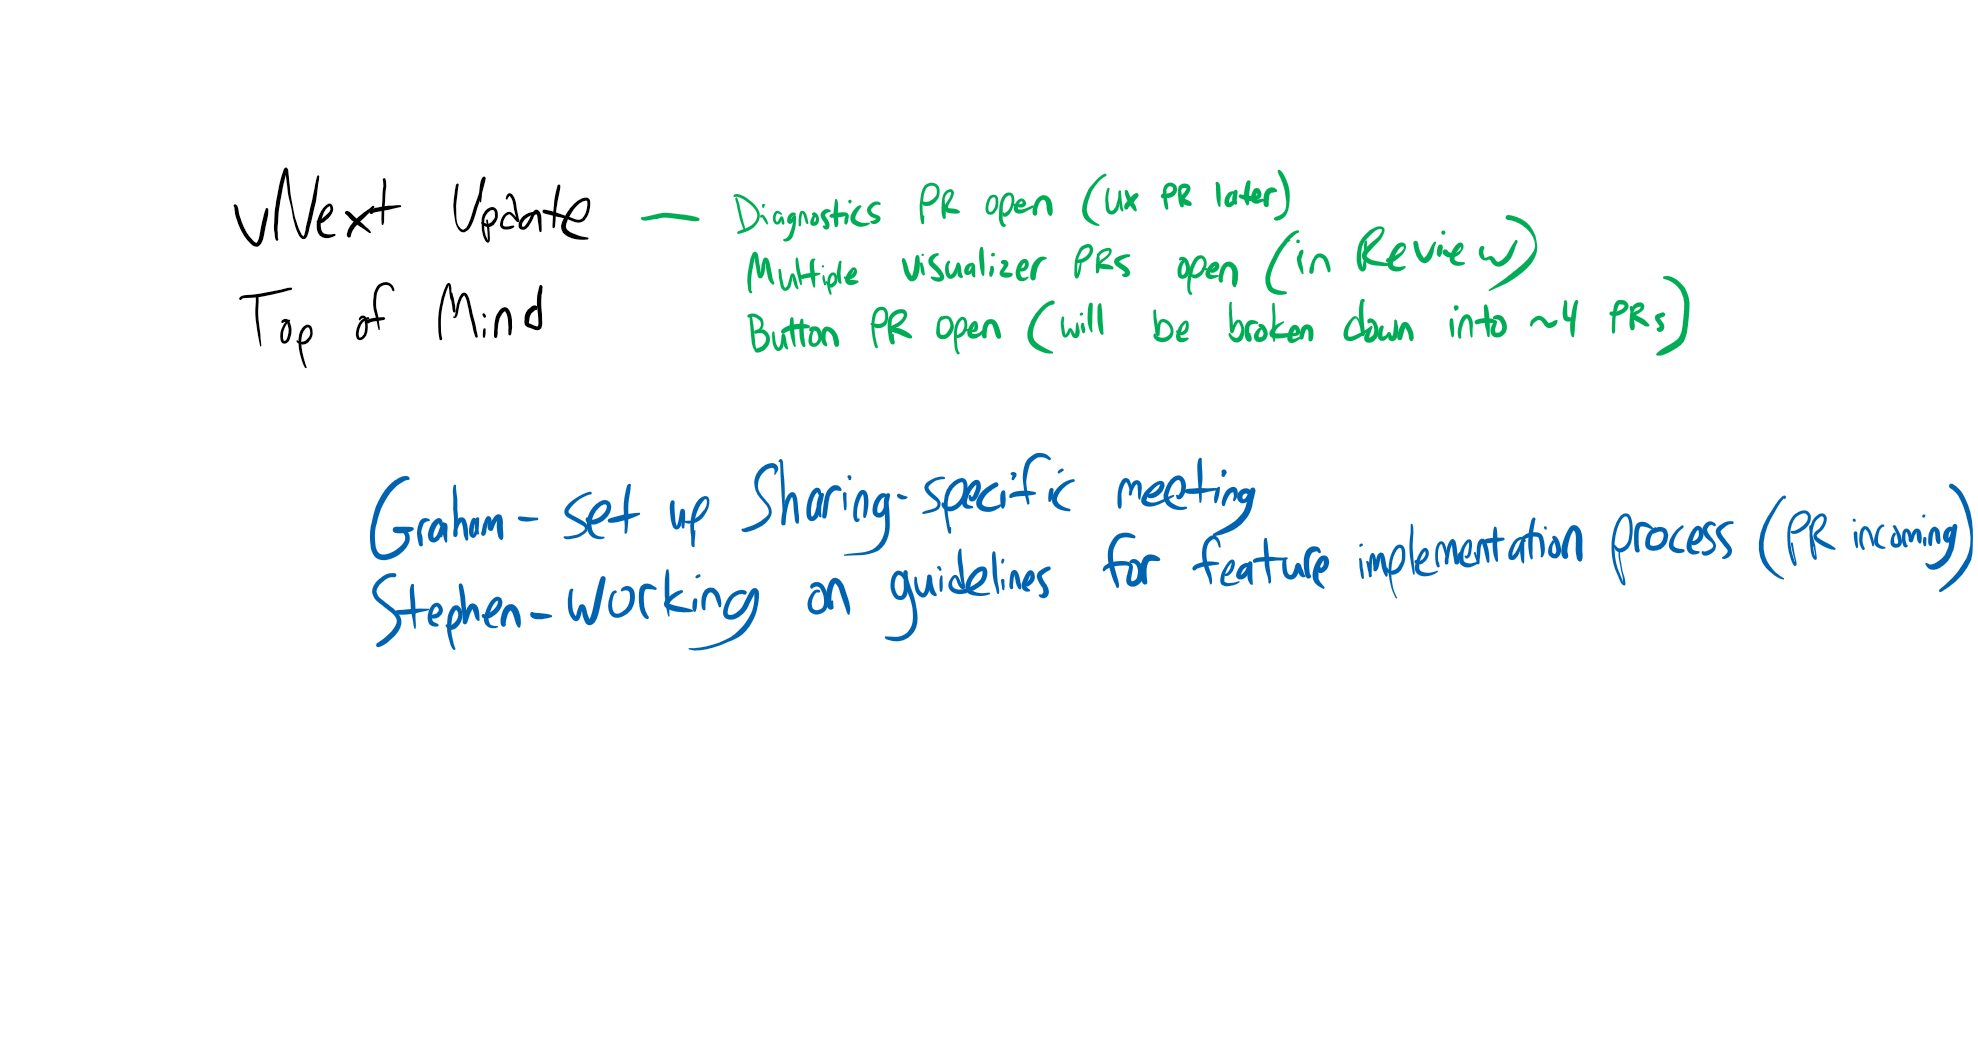 vNext Update — Diagnostics PR open (ux PR later)
Multiple visualizer PRs open (in Review)
Top of Mind
Button PR open (will be broken down into ~4 PRs)
Graham - set up Sharing-specific meeting
Stephen - working on guidelines for feature implementation process (PR incoming)